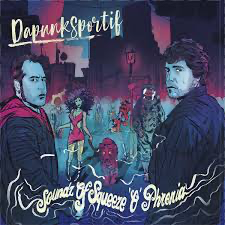 DapunkSportif
Soundz Of Squeeze 'O' Phrenia